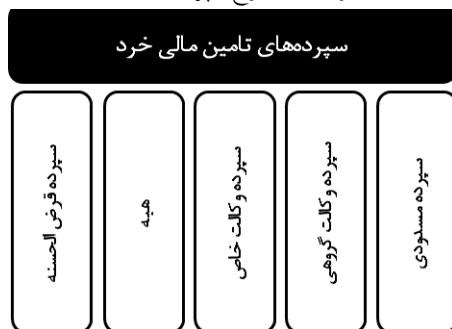 سپرده‌های تامین مالی خرد
سپرده مسدودی
سپرده وکالت گروهی
سپرده وکالت خاص
هبه
سپرده قرض الحسنه